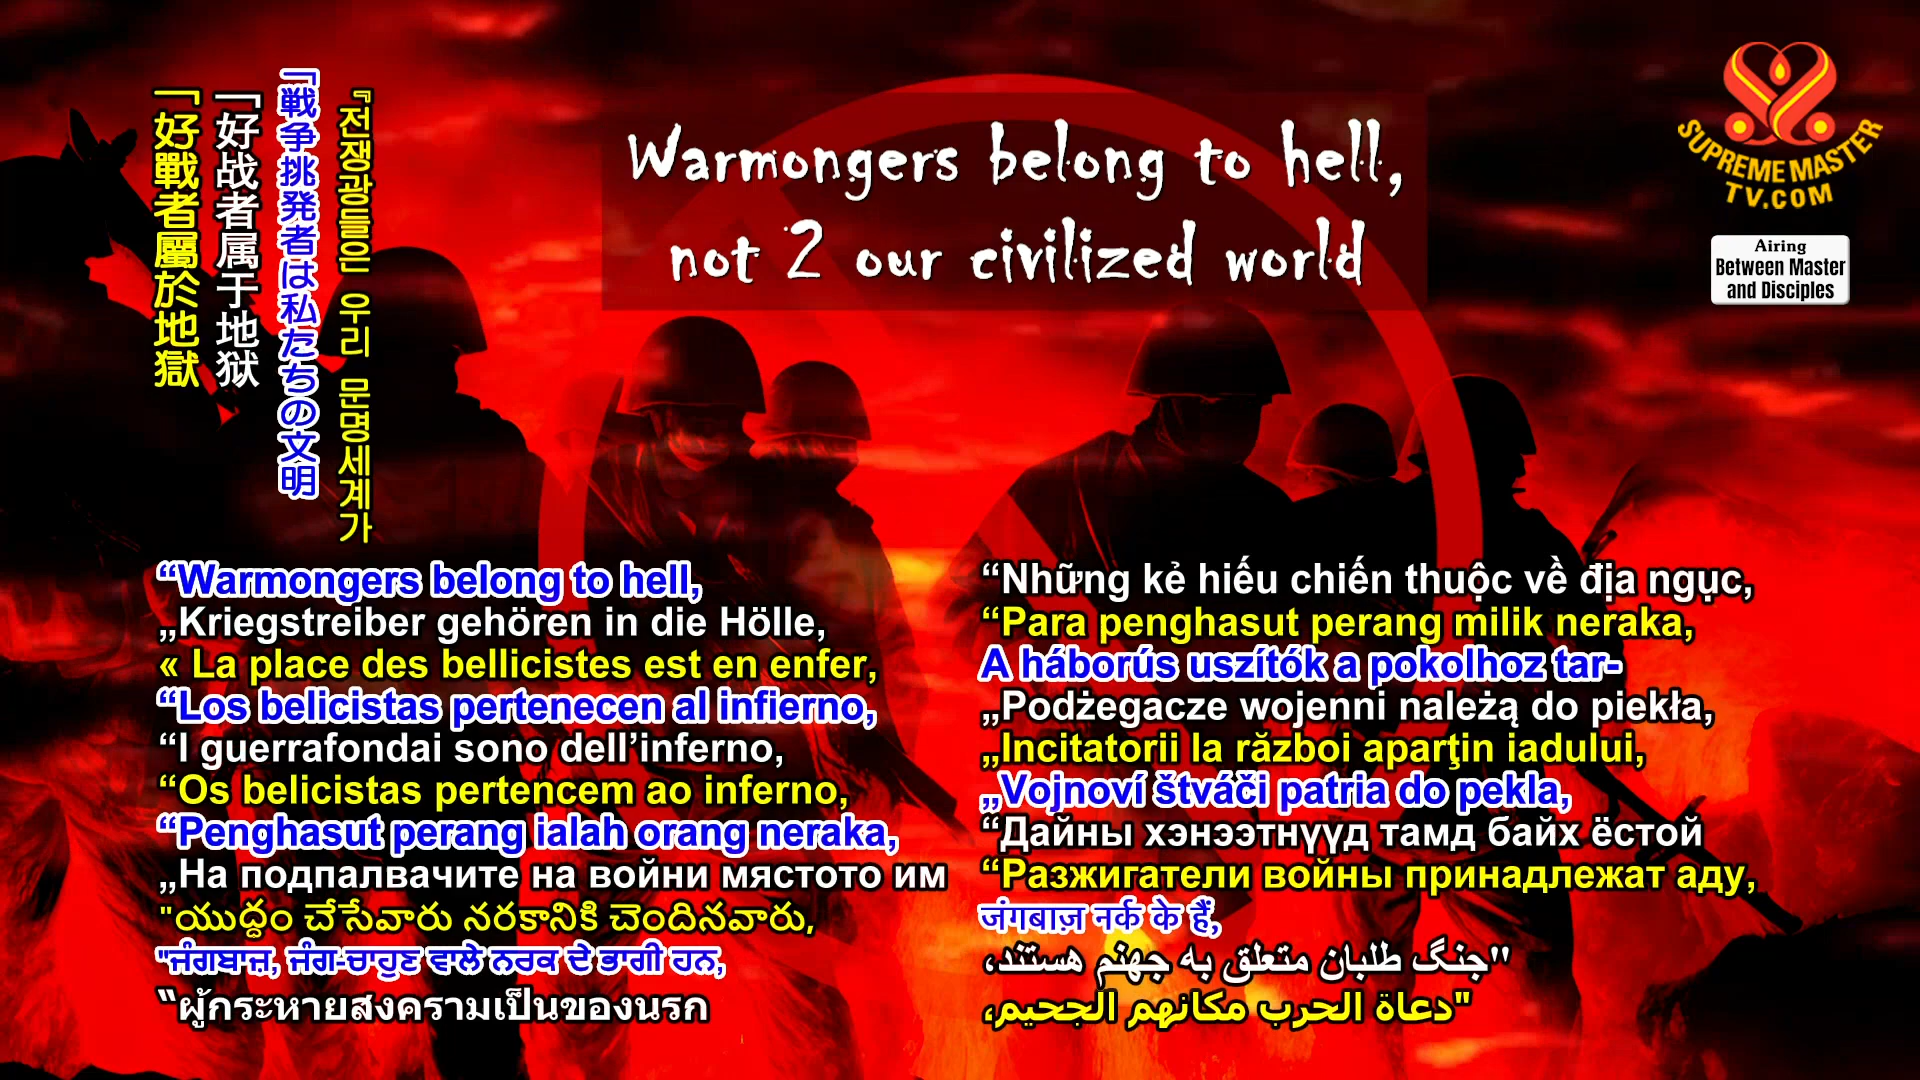 Warmongers belong to hell,
not 2 our civilized world
SUPREME MASTER
TV.COM
Airing
Between Master
and Disciples
『전쟁광들은 우리 문명세계가
「戦争挑発者は私たちの文明
「好战者属于地狱
「好戰者屬於地獄
“Warmongers belong to hell,
„Kriegstreiber gehören in die Hölle,
« La place des bellicistes est en enfer,
“Los belicistas pertenecen al infierno,
“I guerrafondai sono dell’inferno,
“Os belicistas pertencem ao inferno,
“Penghasut perang ialah orang neraka,
„На подпалвачите на войни мястото им
"యుద్ధం చేసేవారు నరకానికి చెందినవారు,
"ਜੰਗਬਾਜ਼, ਜੰਗ-ਚਾਹੁਣ ਵਾਲੇ ਨਰਕ ਦੇ ਭਾਗੀ ਹਨ,
“ผู้กระหายสงครามเป็นของนรก
“Những kẻ hiếu chiến thuộc về địa ngục,
“Para penghasut perang milik neraka,
A háborús uszítók a pokolhoz tar-
„Podżegacze wojenni należą do piekła,
„Incitatorii la război aparţin iadului,
„Vojnoví štváči patria do pekla,
“Дайны хэнээтнүүд тамд байх ёстой
“Разжигатели войны принадлежат аду,
जंगबाज़ नर्क के हैं,
"جنگ طلبان متعلق به جهنم هستند،
"دعاة الحرب مكانهم الجحيم،